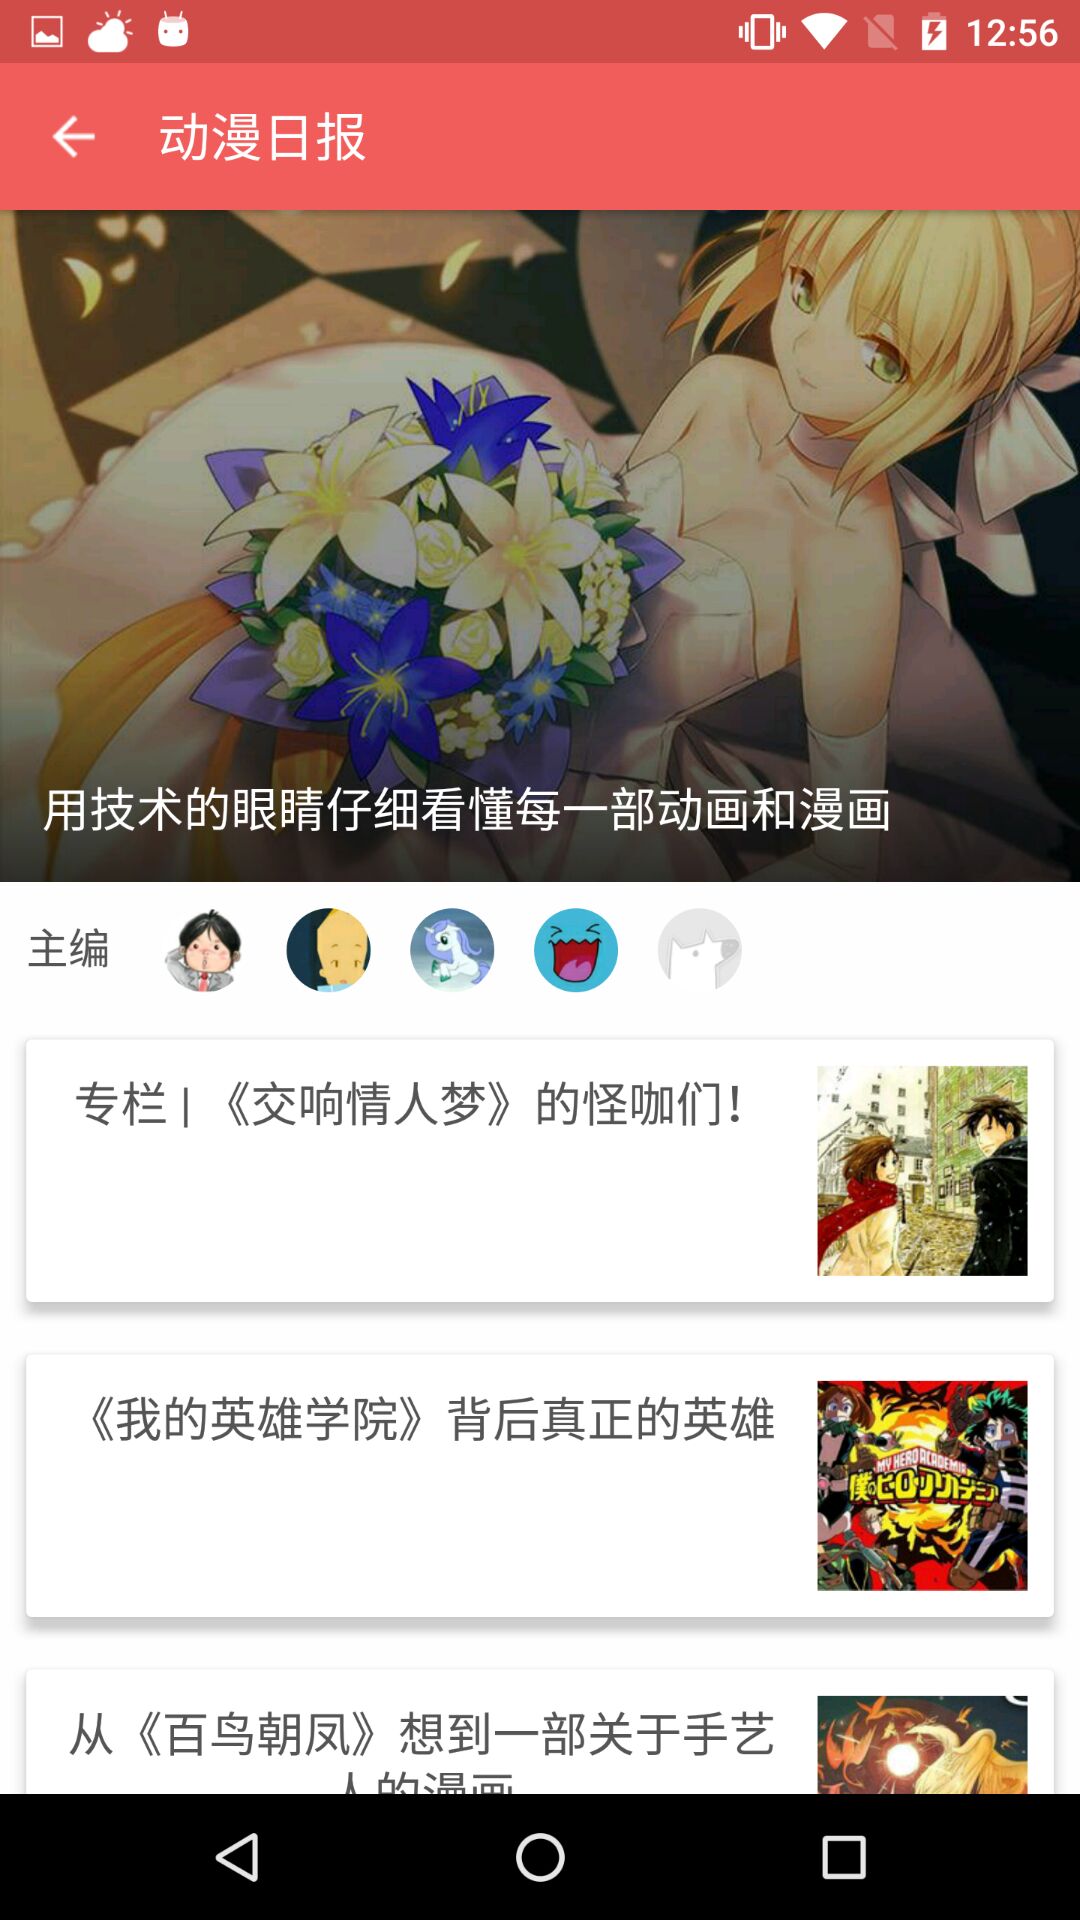 12:56
动漫日报
用技术的眼睛仔细看懂每一部动画和漫画
主编
专栏 | 《交响情人梦》的怪咖们！
《我的英雄学院》背后真正的英雄
MY HERO ACADEMIA
僕のヒーローアカデミア
从《百鸟朝凤》想到一部关于手艺
人的漫画